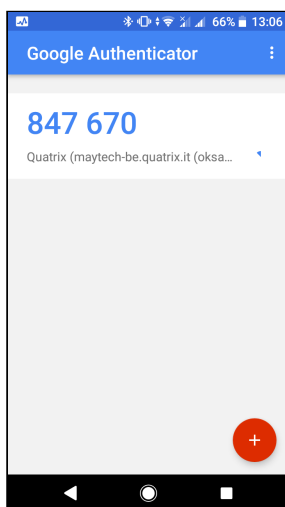 66% 13:06
Google Authenticator
847 670
Quatrix (maytech-be.quatrix.it (oksa...